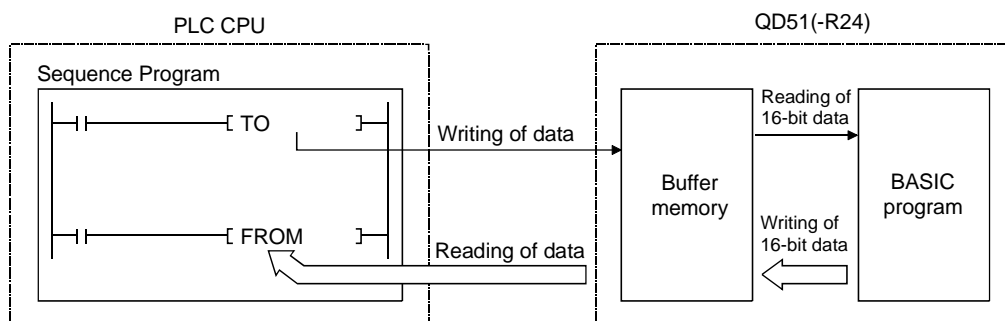 PLC CPU
QD51(-R24)
Sequence Program
TO
Writing of data
Reading of
16-bit data
Buffer
memory
BASIC
program
Writing of
16-bit data
FROM
Reading of data